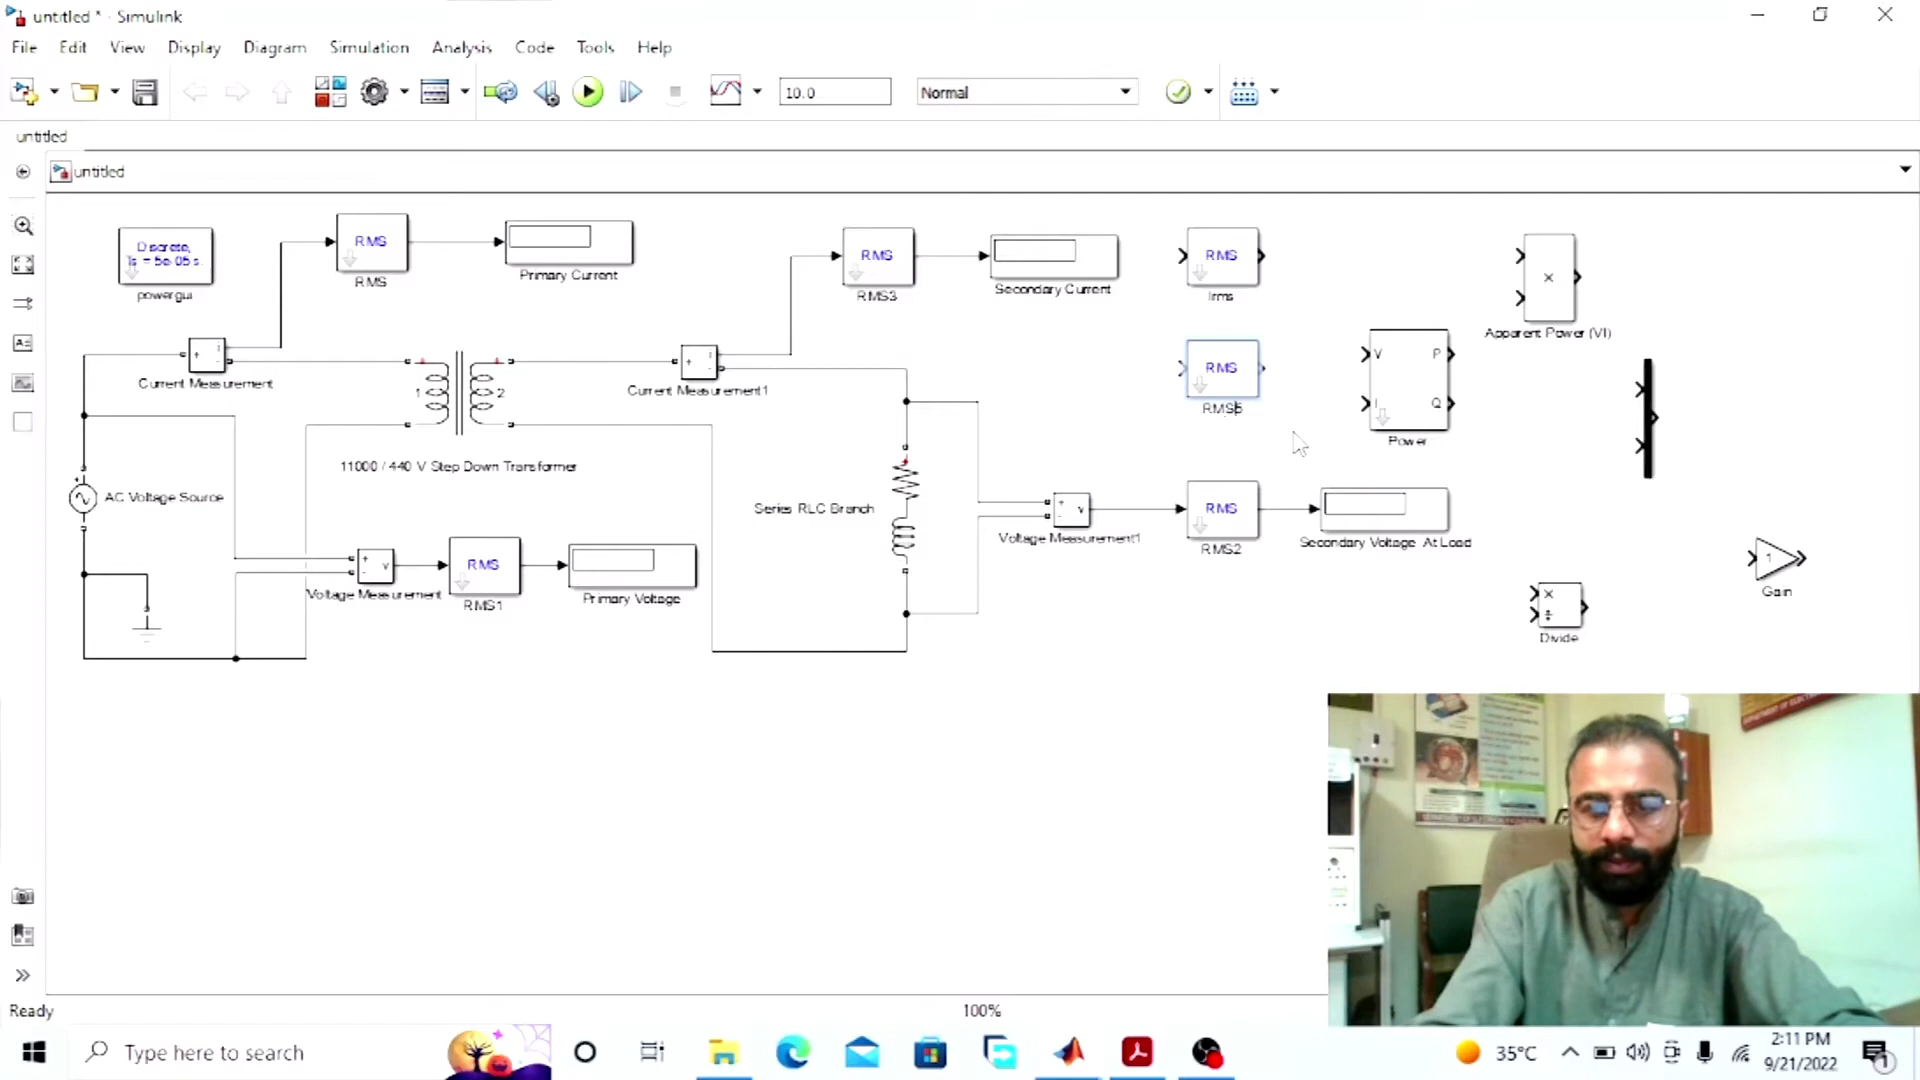 untitled * - Simulink
File Edit View Display Diagram Simulation Analysis Code Tools Help
10.0
Normal
untitled
untitled
Discrete,
Ts = 5e-05 s.
powergui
RMS
RMS
Primary Current
RMS
RMS3
Secondary Current
RMS
Irms
×
Apparent Power (VI)
+
i
-
Current Measurement
1
2
+
i
-
Current Measurement1
RMS
RMS5
V
P
I
Q
Power
11000 / 440 V Step Down Transformer
AC Voltage Source
Series RLC Branch
+
-
v
Voltage Measurement1
RMS
RMS2
Secondary Voltage At Load
+
-
v
Voltage Measurement
RMS
RMS1
Primary Voltage
×
÷
Divide
1
Gain
Ready
100%
Type here to search
35°C
2:11 PM
9/21/2022
1